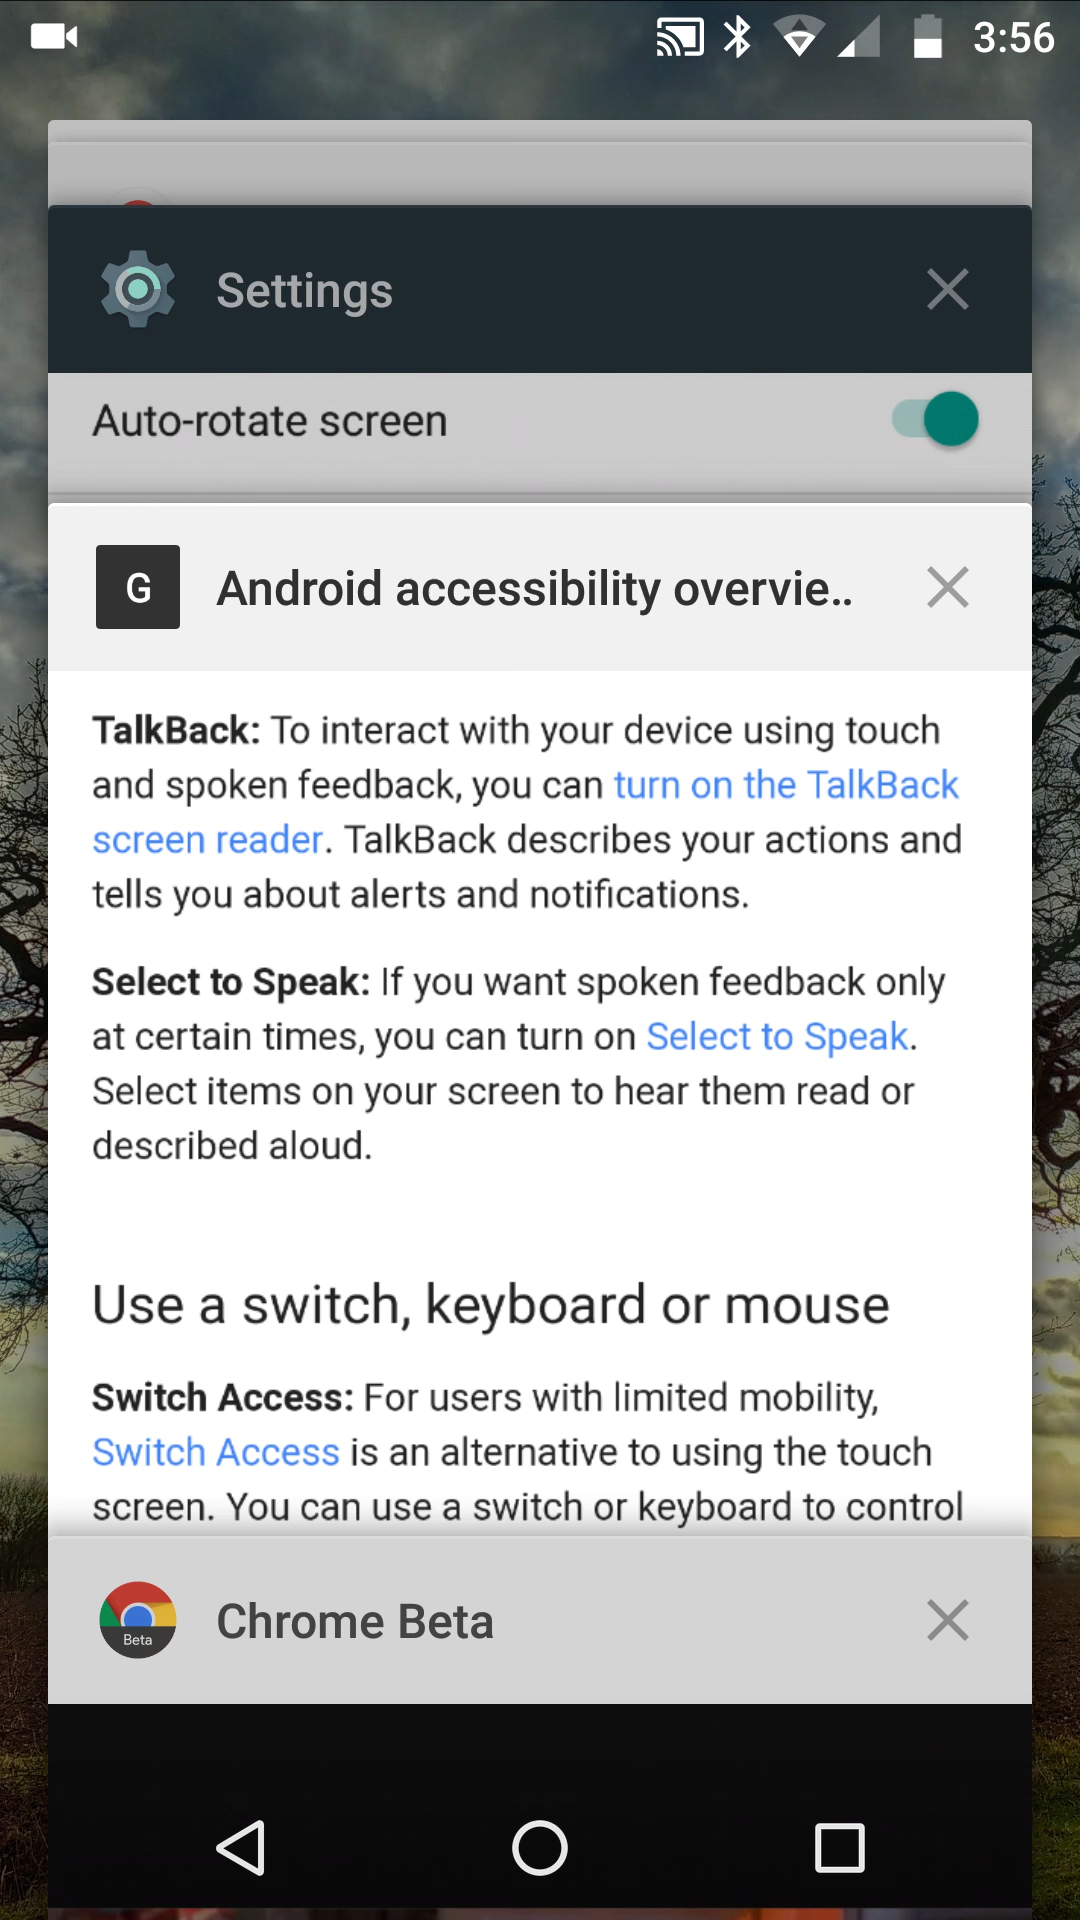 3:56
Settings
Auto-rotate screen
G
Android accessibility overvie..
TalkBack: To interact with your device using touch
and spoken feedback, you can turn on the TalkBack
screen reader. TalkBack describes your actions and
tells you about alerts and notifications.
Select to Speak: If you want spoken feedback only
at certain times, you can turn on Select to Speak.
Select items on your screen to hear them read or
described aloud.
Use a switch, keyboard or mouse
Switch Access: For users with limited mobility,
Switch Access is an alternative to using the touch
screen. You can use a switch or keyboard to control
Beta
Chrome Beta